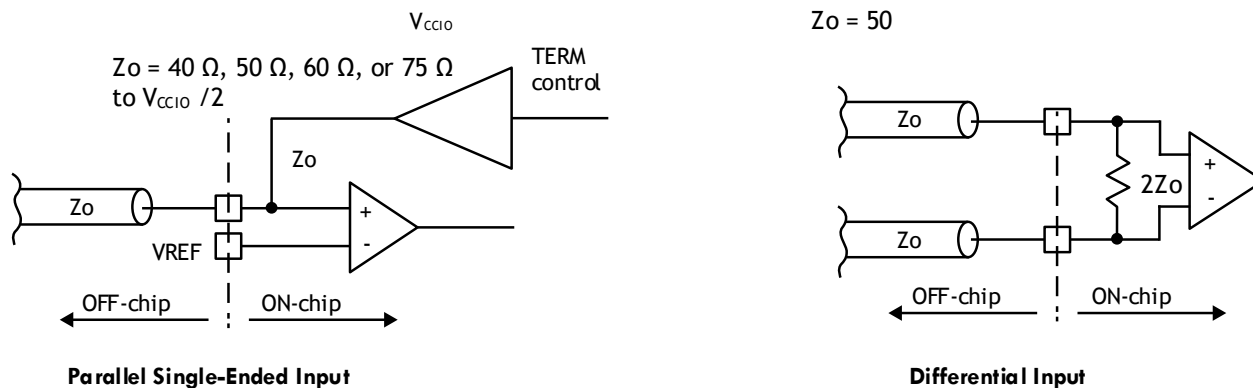 VCCIO
Zo = 40 Ω, 50 Ω, 60 Ω, or 75 Ω
to VCCIO /2
TERM
control
Zo
Zo
+
-
VREF
OFF-chip
ON-chip
Parallel Single-Ended Input
Zo = 50
Zo
+
2Zo
-
Zo
OFF-chip
ON-chip
Differential Input